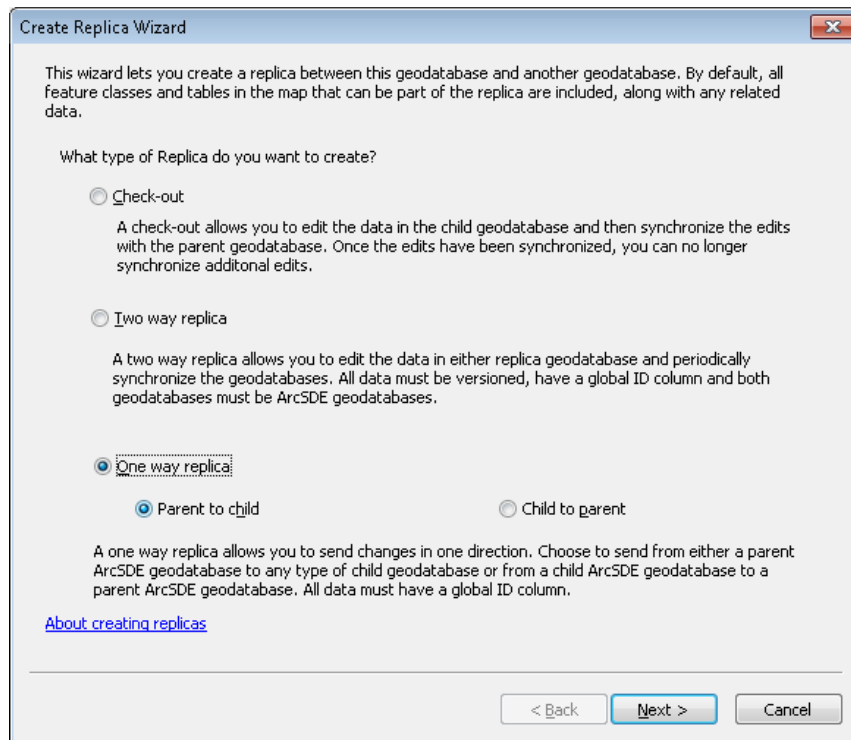 Create Replica Wizard
This wizard lets you create a replica between this geodatabase and another geodatabase. By default, all
feature classes and tables in the map that can be part of the replica are included, along with any related
data.
What type of Replica do you want to create?
Check-out
A check-out allows you to edit the data in the child geodatabase and then synchronize the edits
with the parent geodatabase. Once the edits have been synchronized, you can no longer
synchronize additonal edits.
Two way replica
A two way replica allows you to edit the data in either replica geodatabase and periodically
synchronize the geodatabases. All data must be versioned, have a global ID column and both
geodatabases must be ArcSDE geodatabases.
One way replica
Parent to child
Child to parent
A one way replica allows you to send changes in one direction. Choose to send from either a parent
ArcSDE geodatabase to any type of child geodatabase or from a child ArcSDE geodatabase to a
parent ArcSDE geodatabase. All data must have a global ID column.
About creating replicas
< Back
Next >
Cancel